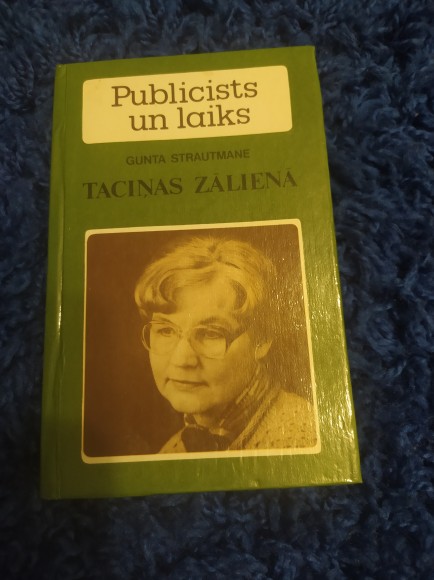 Publicists
un laiks
GUNTA STRAUTMANE
TACIŅAS ZĀLIENĀ